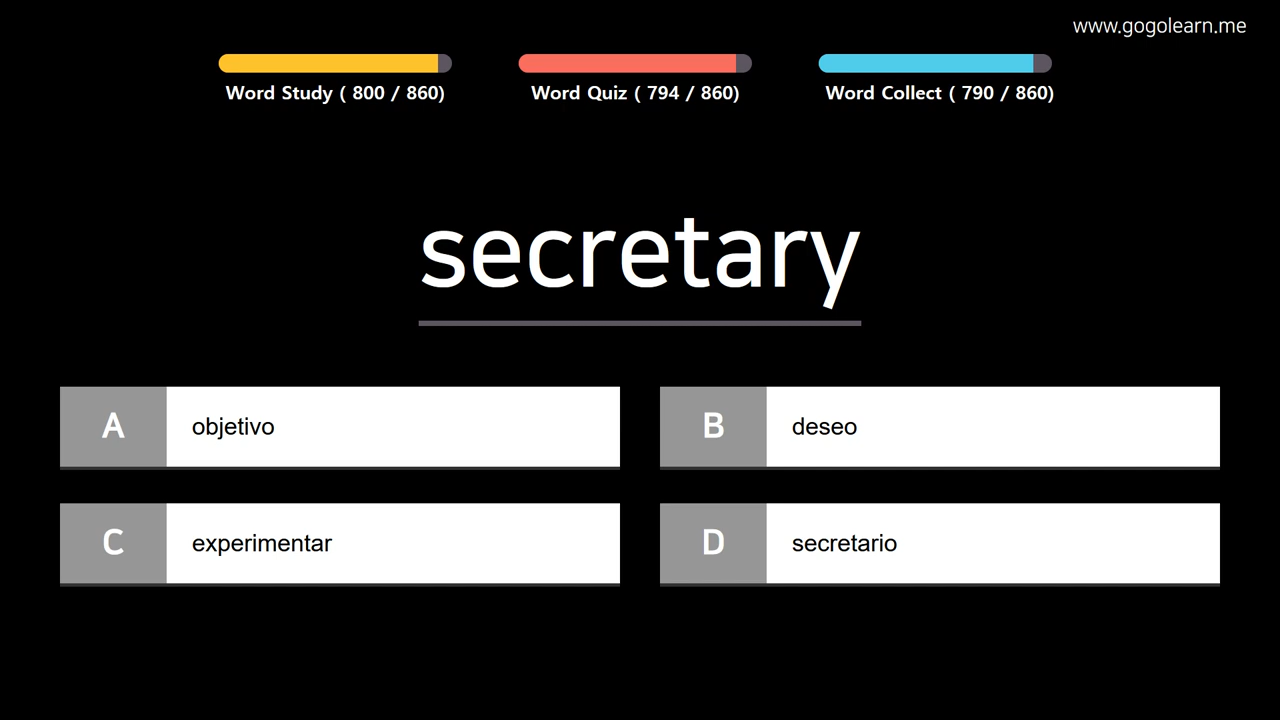 www.gogolearn.me
Word Study ( 800 / 860)
Word Quiz ( 794 / 860)
Word Collect ( 790 / 860)
secretary
A
objetivo
B
deseo
C
experimentar
D
secretario